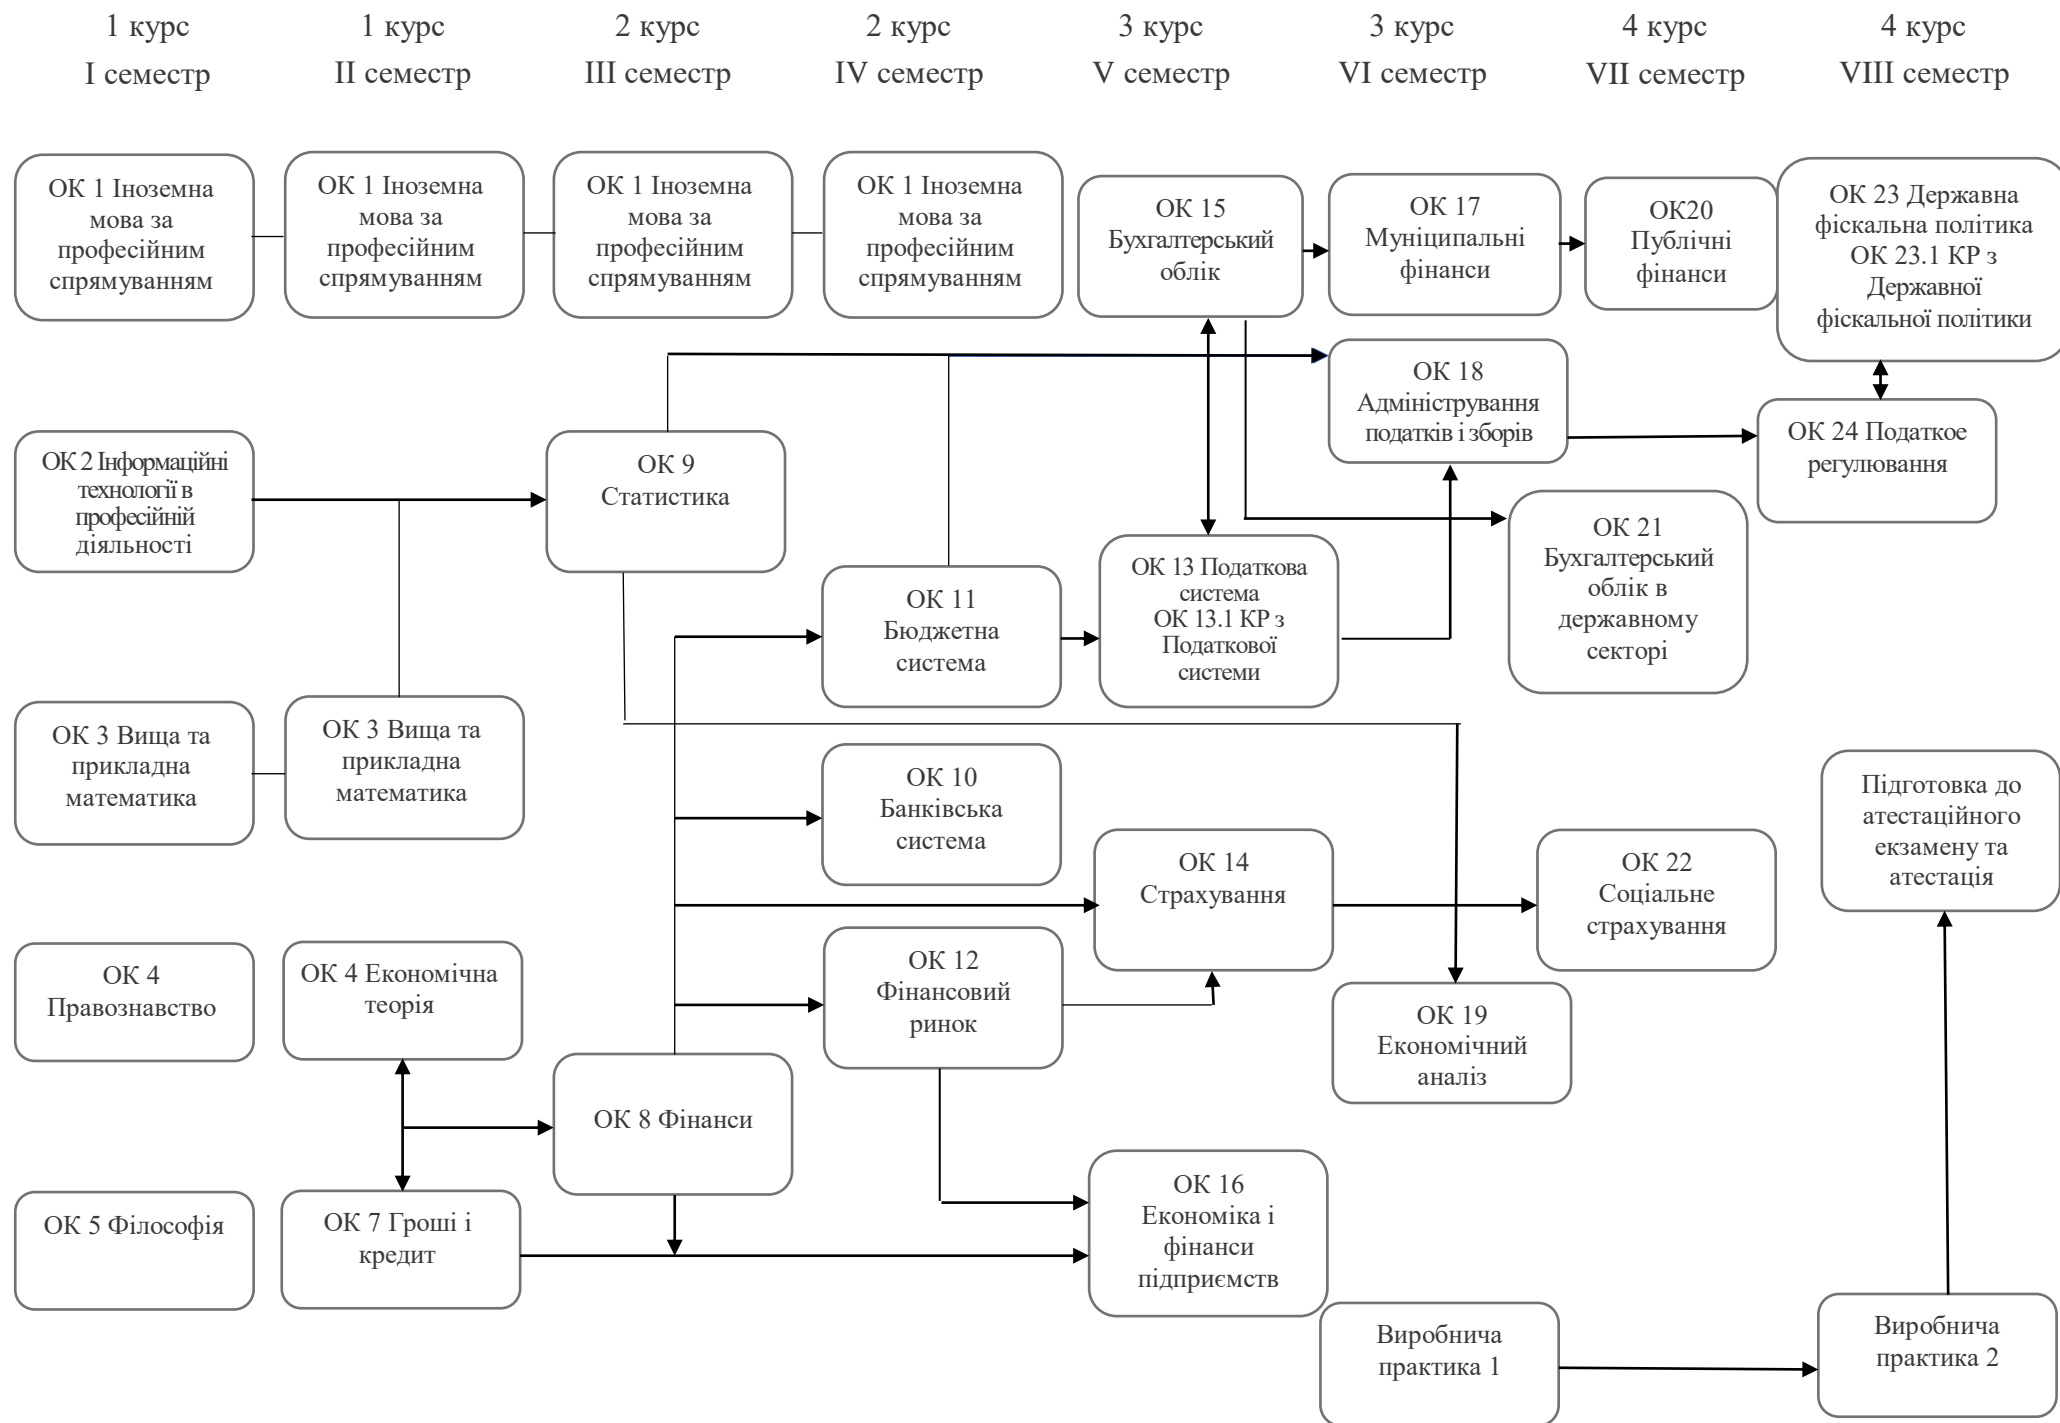 1 курс
І семестр
1 курс
ІІ семестр
2 курс
ІІІ семестр
2 курс
IV семестр
3 курс
V семестр
3 курс
VI семестр
4 курс
VII семестр
4 курс
VIII семестр
ОК 1 Іноземна
мова за
професійним
спрямуванням
ОК 1 Іноземна
мова за
професійним
спрямуванням
ОК 1 Іноземна
мова за
професійним
спрямуванням
ОК 1 Іноземна
мова за
професійним
спрямуванням
ОК 15
Бухгалтерський
облік
ОК 17
Муніципальні
фінанси
ОК20
Публічні
фінанси
ОК 23 Державна
фіскальна політика
ОК 23.1 КР з
Державної
фіскальної політики
ОК 2 Інформаційні
технології в
професійній
діяльності
ОК 9
Статистика
ОК 18
Адміністрування
податків і зборів
ОК 24 Податкое
регулювання
ОК 11
Бюджетна
система
ОК 13 Податкова
система
ОК 13.1 КР з
Податкової
системи
ОК 21
Бухгалтерський
облік в
державному
секторі
ОК 3 Вища та
прикладна
математика
ОК 3 Вища та
прикладна
математика
ОК 10
Банківська
система
ОК 14
Страхування
ОК 22
Соціальне
страхування
Підготовка до
атестаційного
екзамену та
атестація
ОК 4
Правознавство
ОК 4 Економічна
теорія
ОК 12
Фінансовий
ринок
ОК 19
Економічний
аналіз
ОК 8 Фінанси
ОК 5 Філософія
ОК 7 Гроші і
кредит
ОК 16
Економіка і
фінанси
підприємств
Виробнича
практика 1
Виробнича
практика 2